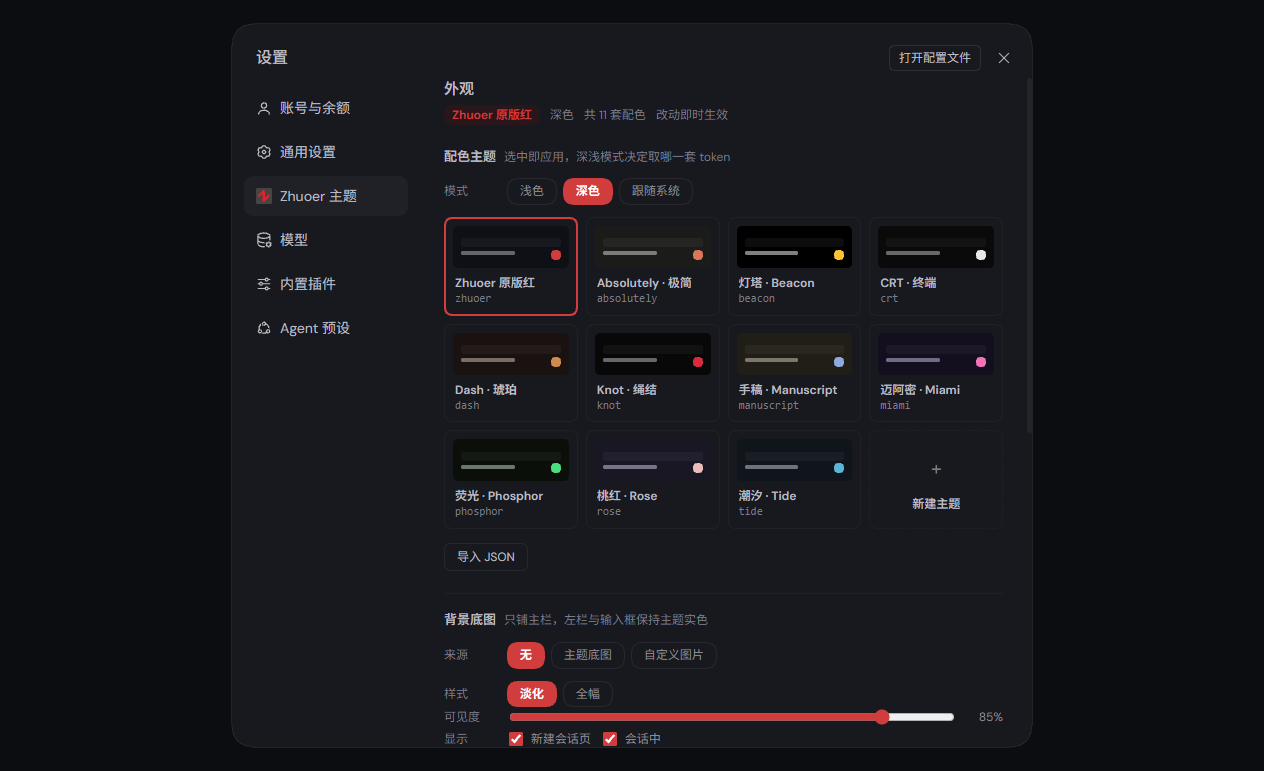 设置
打开配置文件
账号与余额
通用设置
Zhuoer 主题
模型
内置插件
Agent 预设
外观
Zhuoer 原版红 深色 共 11 套配色 改动即时生效
配色主题 选中即应用，深浅模式决定取哪一套 token
模式 浅色 深色 跟随系统
Zhuoer 原版红
zhuoer
Absolutely · 极简
absolutely
灯塔 · Beacon
beacon
CRT · 终端
crt
Dash · 琥珀
dash
Knot · 绳结
knot
手稿 · Manuscript
manuscript
迈阿密 · Miami
miami
荧光 · Phosphor
phosphor
桃红 · Rose
rose
潮汐 · Tide
tide
+
新建主题
导入 JSON
背景底图 只铺主栏，左栏与输入框保持主题实色
来源 无 主题底图 自定义图片
样式 淡化 全幅
可见度 85%
显示 新建会话页 会话中